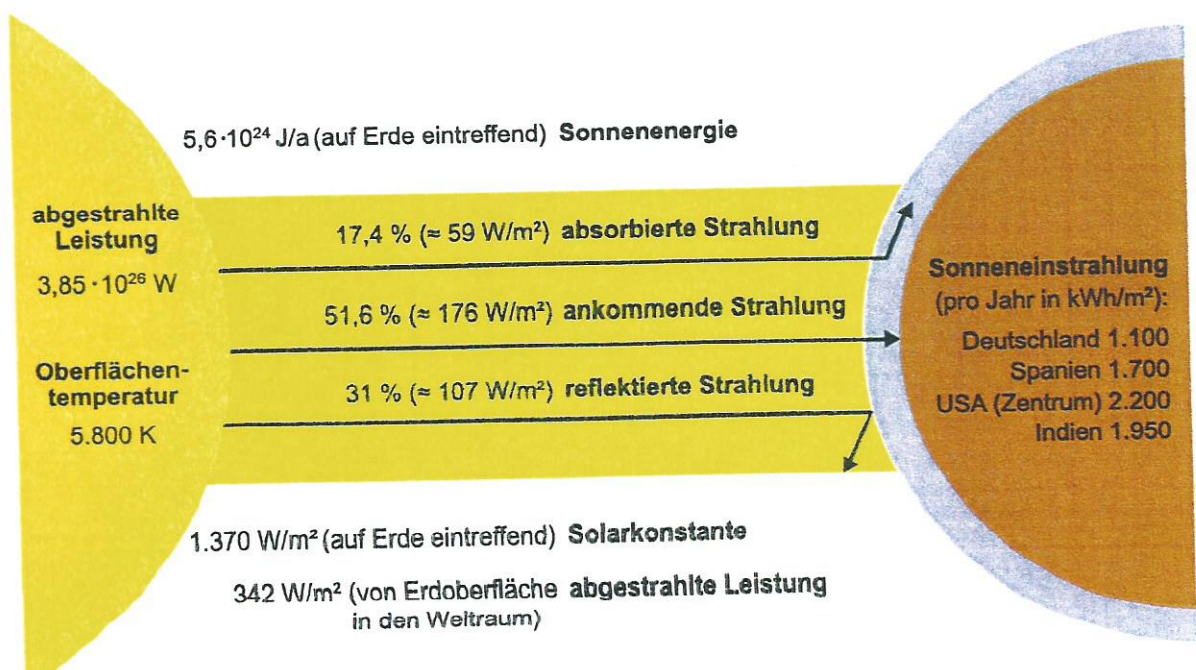 5,6·10²⁴ J/a (auf Erde eintreffend) Sonnenenergie
abgestrahlte
Leistung
3,85 · 10²⁶ W
Oberflächen-
temperatur
5.800 K
17,4 % (≈ 59 W/m²) absorbierte Strahlung
51,6 % (≈ 176 W/m²) ankommende Strahlung
31 % (≈ 107 W/m²) reflektierte Strahlung
Sonneneinstrahlung
(pro Jahr in kWh/m²):
Deutschland 1.100
Spanien 1.700
USA (Zentrum) 2.200
Indien 1.950
1.370 W/m² (auf Erde eintreffend) Solarkonstante
342 W/m² (von Erdoberfläche abgestrahlte Leistung
in den Weltraum)